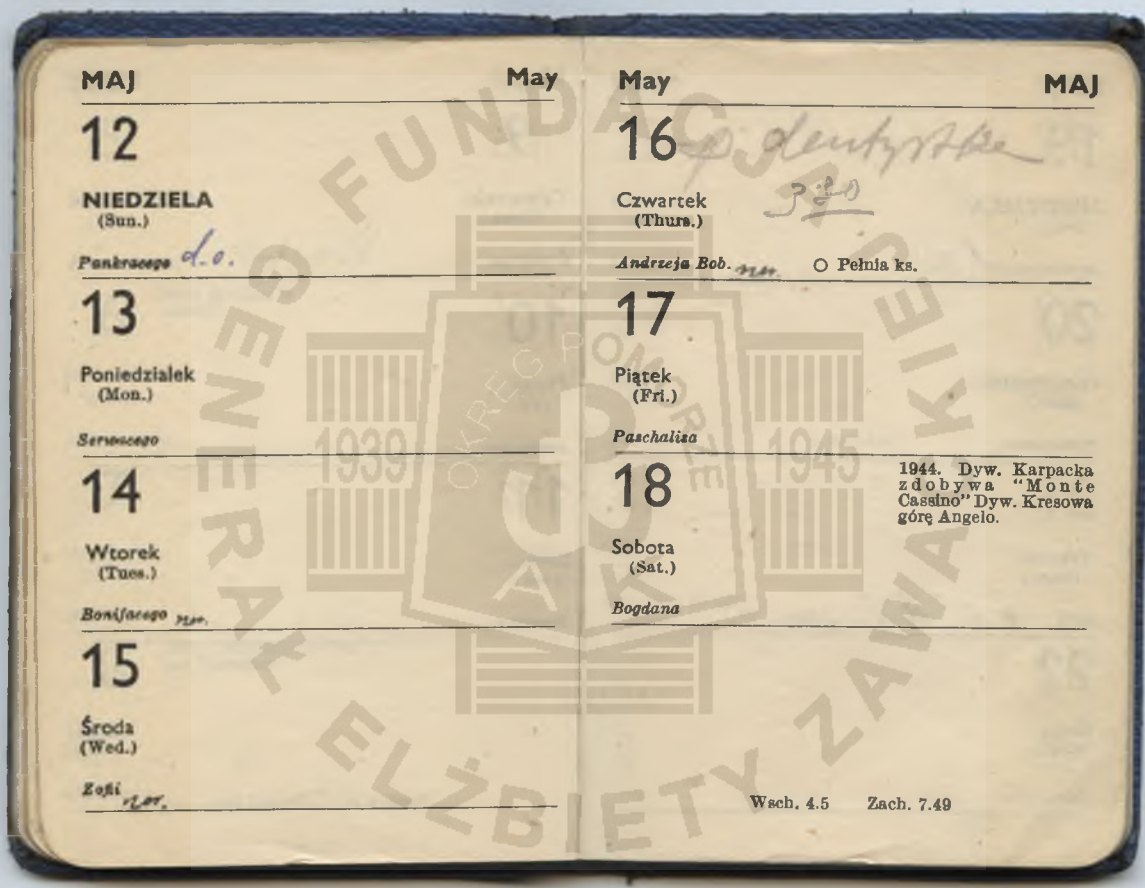 MAJ May
12
NIEDZIELA
(Sun.)
Pankracego d.o.
13
Poniedzialek
(Mon.)
Serwacego
14
Wtorek
(Tues.)
Bonifacego
15
Środa
(Wed.)
Zofii
May MAJ
16 p. dentystka
Czwartek
(Thurs.)
Andrzeja Bob. O Pełnia ks.
17
Piątek
(Fri.)
Paschalisa
18
1944. Dyw. Karpacka
zdobywa "Monte
Cassino" Dyw. Kresowa
górę Angelo.
Sobota
(Sat.)
Bogdana
Wsch. 4.5 Zach. 7.49
FUNDACJA GENERAŁ ELŻBIETY ZAWACKIEJ
OKRĘG POMORZE
1939 1945
AK